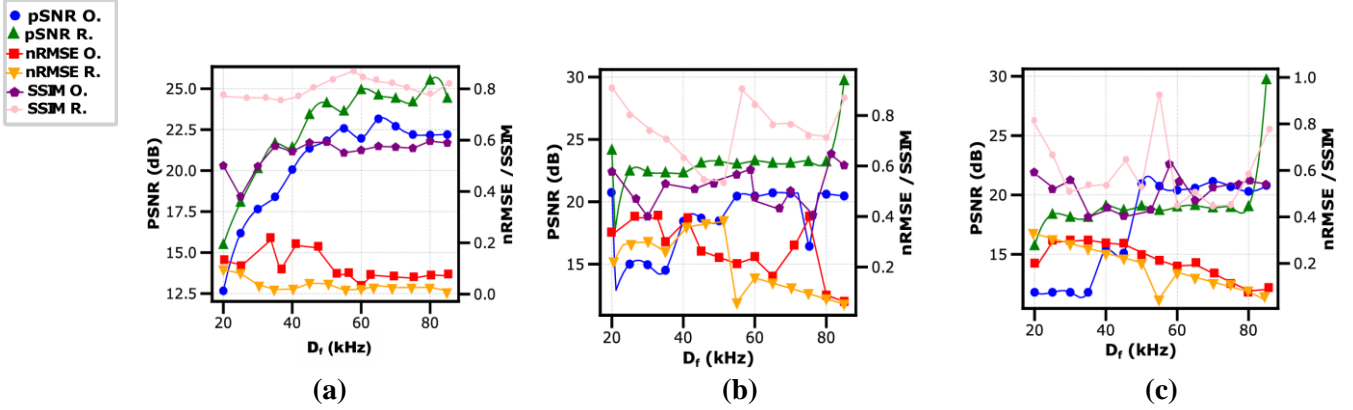 pSNR O.
pSNR R.
nRMSE O.
nRMSE R.
SSIM O.
SSIM R.
25.0
22.5
20.0
17.5
15.0
12.5
PSNR (dB)
20 40 60 80
D_f (kHz)
0.8
0.6
0.4
0.2
0.0
nRMSE /SSIM
(a)
30
25
20
15
PSNR (dB)
20 40 60 80
D_f (kHz)
0.8
0.6
0.4
0.2
nRMSE /SSIM
(b)
30
25
20
15
PSNR (dB)
20 40 60 80
D_f (kHz)
1.0
0.8
0.6
0.4
0.2
nRMSE /SSIM
(c)